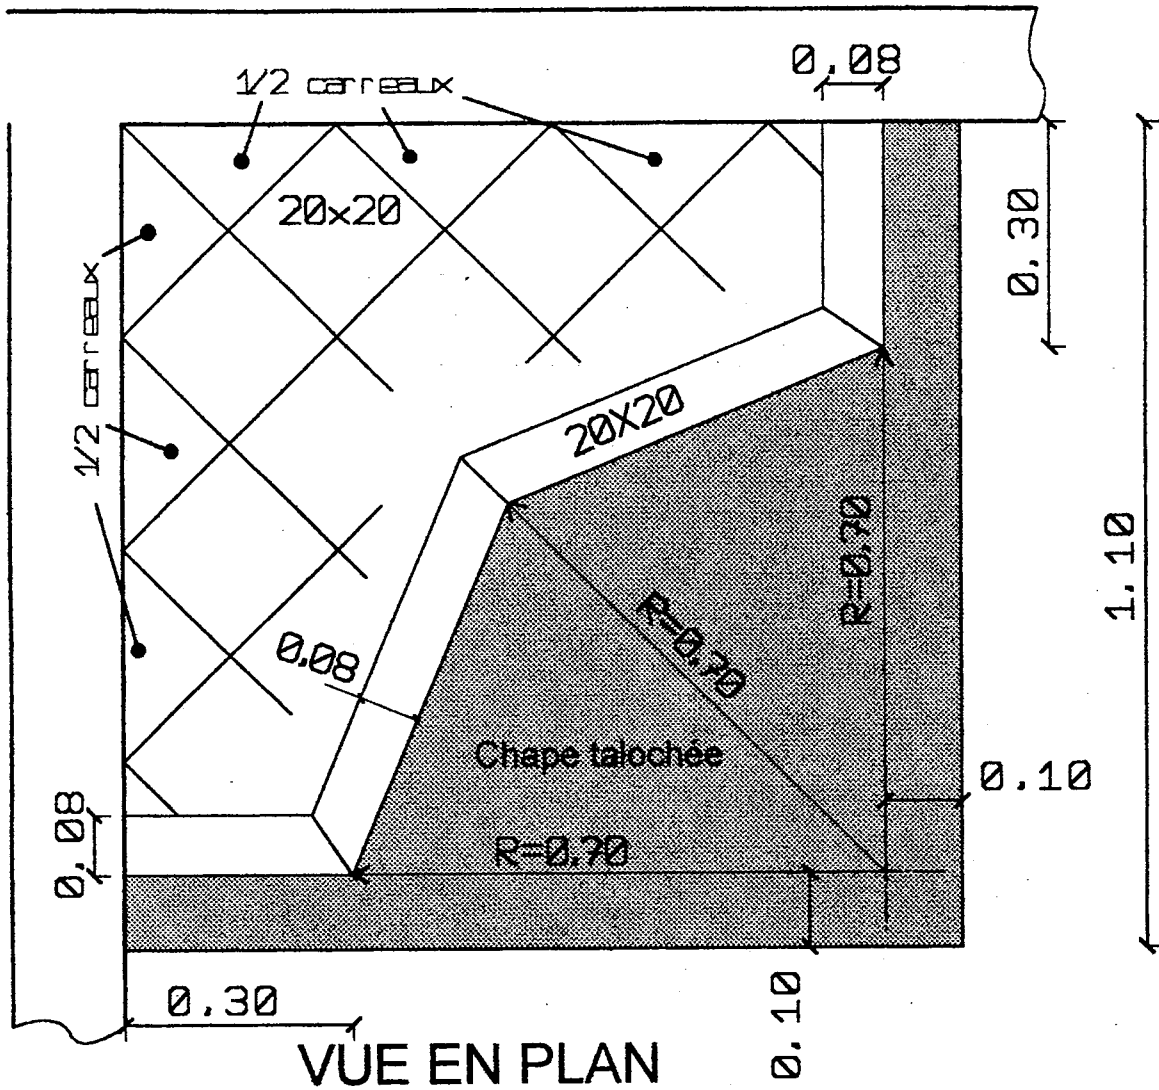 0,08
1/2 carreaux
20x20
0,30
1/2 carreaux
20X20
R=0,70
1,10
R=0,70
0,08
Chape talochée
0,10
0,08
R=0,70
0,30
0,10
VUE EN PLAN